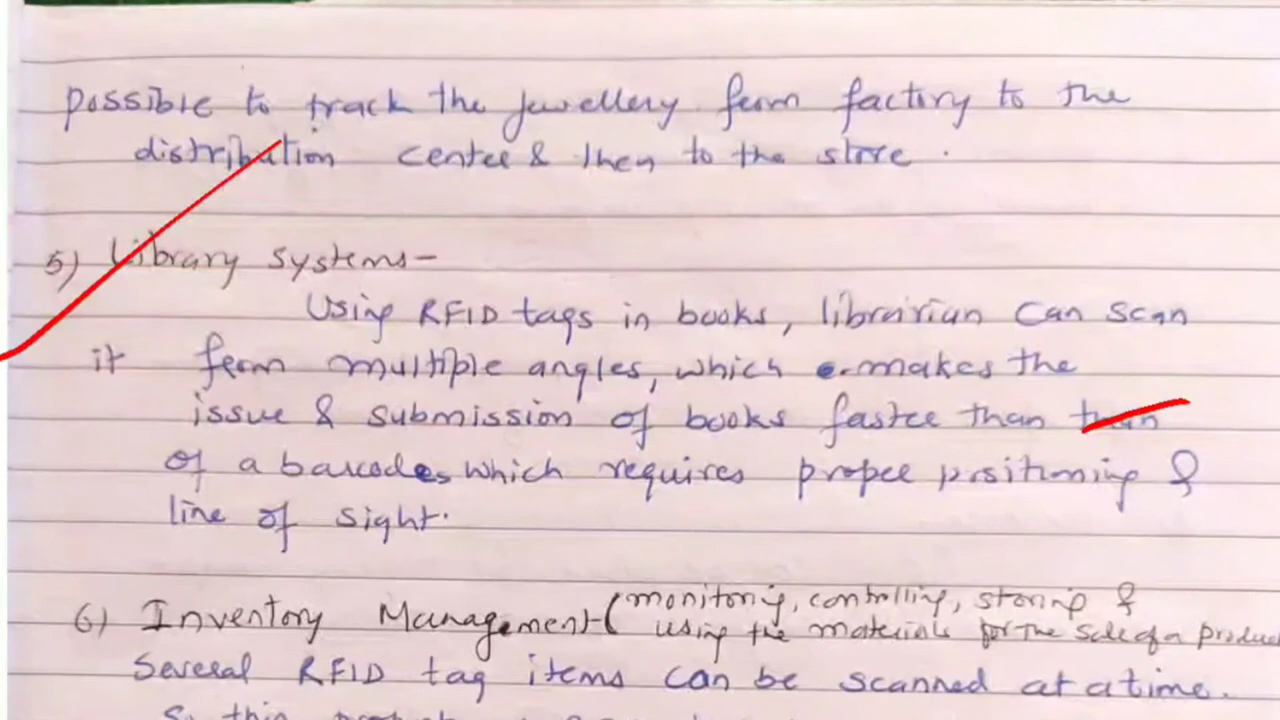 possible to track the jewellery from factory to the
distribution center & then to the store.
5) Library systems-
Using RFID tags in books, librairian can scan
it from multiple angles, which makes the
issue & submission of books faster than than
of a barcodes which requires proper positioning &
line of sight.
6) Inventory Management (monitoring, controlling, storing &
using the materials for the sale of a product
Several RFID tag items can be scanned at a time.
So this